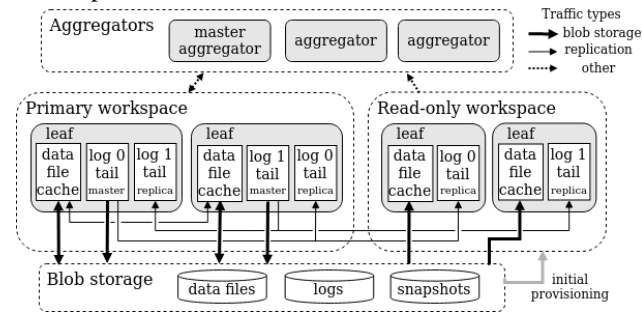 Aggregators
master
aggregator
aggregator
aggregator
Traffic types
blob storage
replication
other
Primary workspace
leaf
data
file
cache
log 0
tail
master
log 1
tail
replica
leaf
data
file
cache
log 1
tail
master
log 0
tail
replica
Read-only workspace
leaf
data
file
cache
log 0
tail
replica
leaf
data
file
cache
log 1
tail
replica
Blob storage
data files
logs
snapshots
initial
provisioning